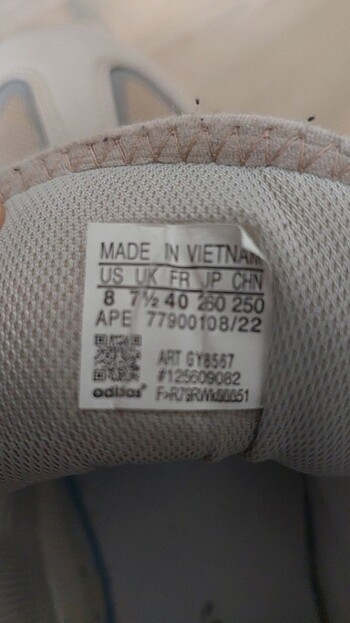 MADE IN VIETNAM
US UK FR JP CHN
8 7½ 40 260 250
APE 77900108/22
ART GY8567
#125609082
adidas®